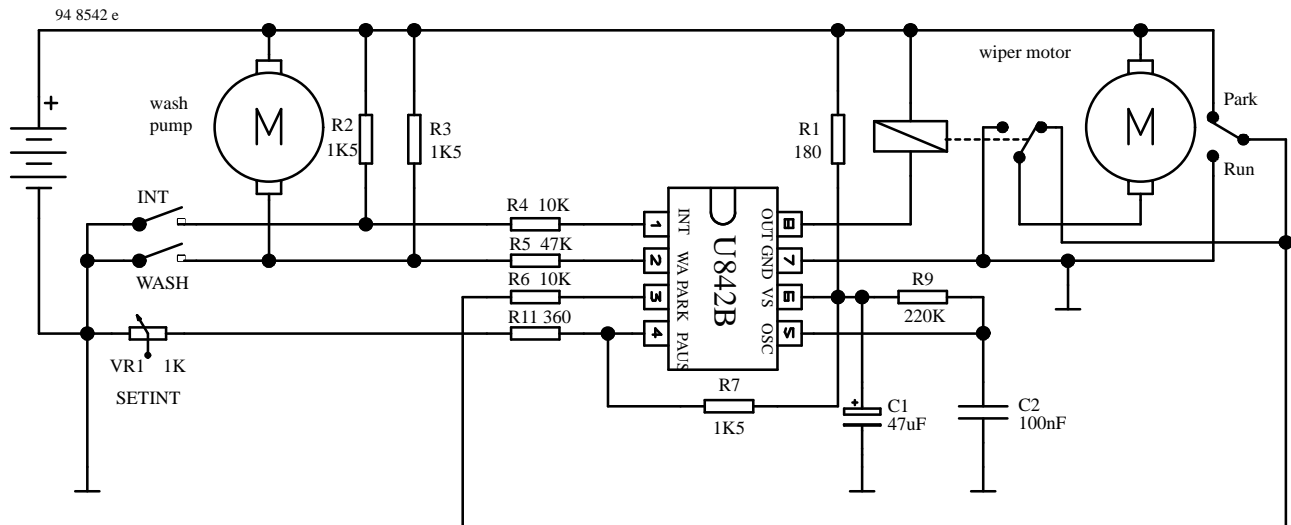 94 8542 e
+
wash
pump
M
R2
1K5
R3
1K5
R1
180
wiper motor
M
Park
Run
INT
WASH
R4 10K
R5 47K
R6 10K
R11 360
VR1 1K
SETINT
1 INT
2 WA
3 PARK
4 PAUS
U842B
OUT 8
GND 7
VS 6
OSC 5
R9
220K
R7
1K5
+
C1
47uF
C2
100nF